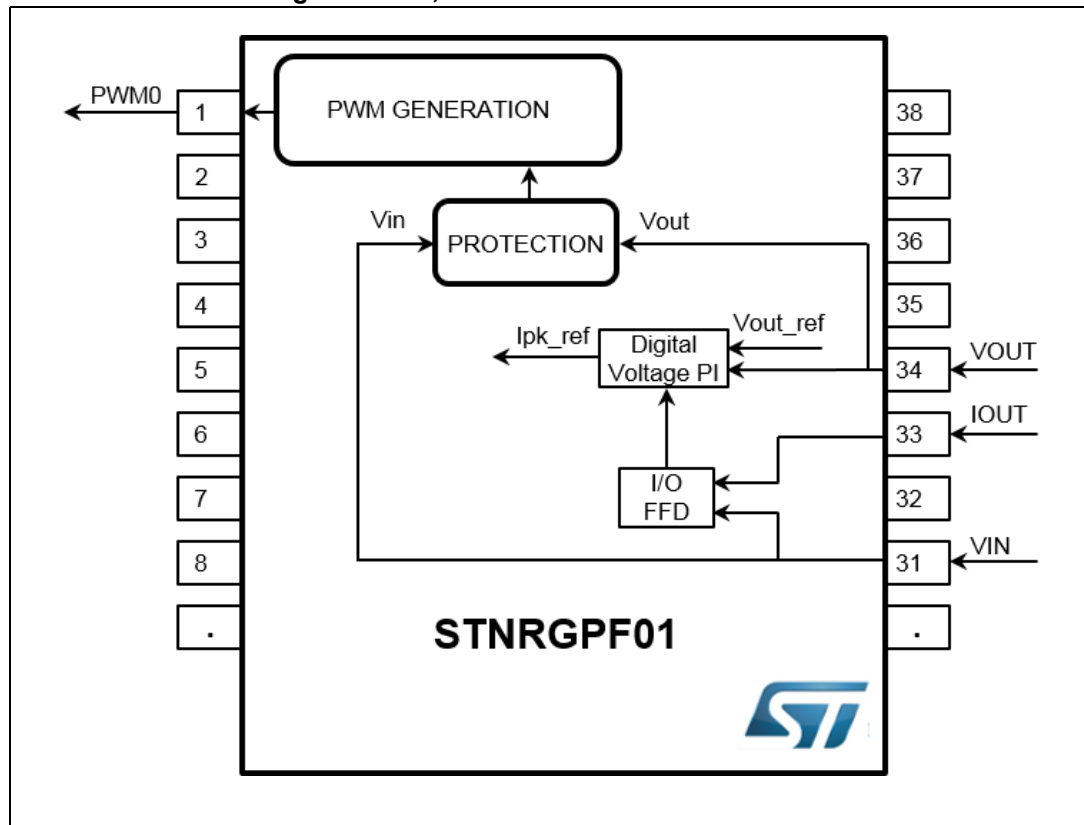 PWM0
1
PWM GENERATION
38
2
37
Vin
Vout
3
PROTECTION
36
4
35
Ipk_ref
Digital
Voltage PI
Vout_ref
5
34
VOUT
6
33
IOUT
I/O
FFD
7
32
8
31
VIN
.
STNRGPF01
.
ST